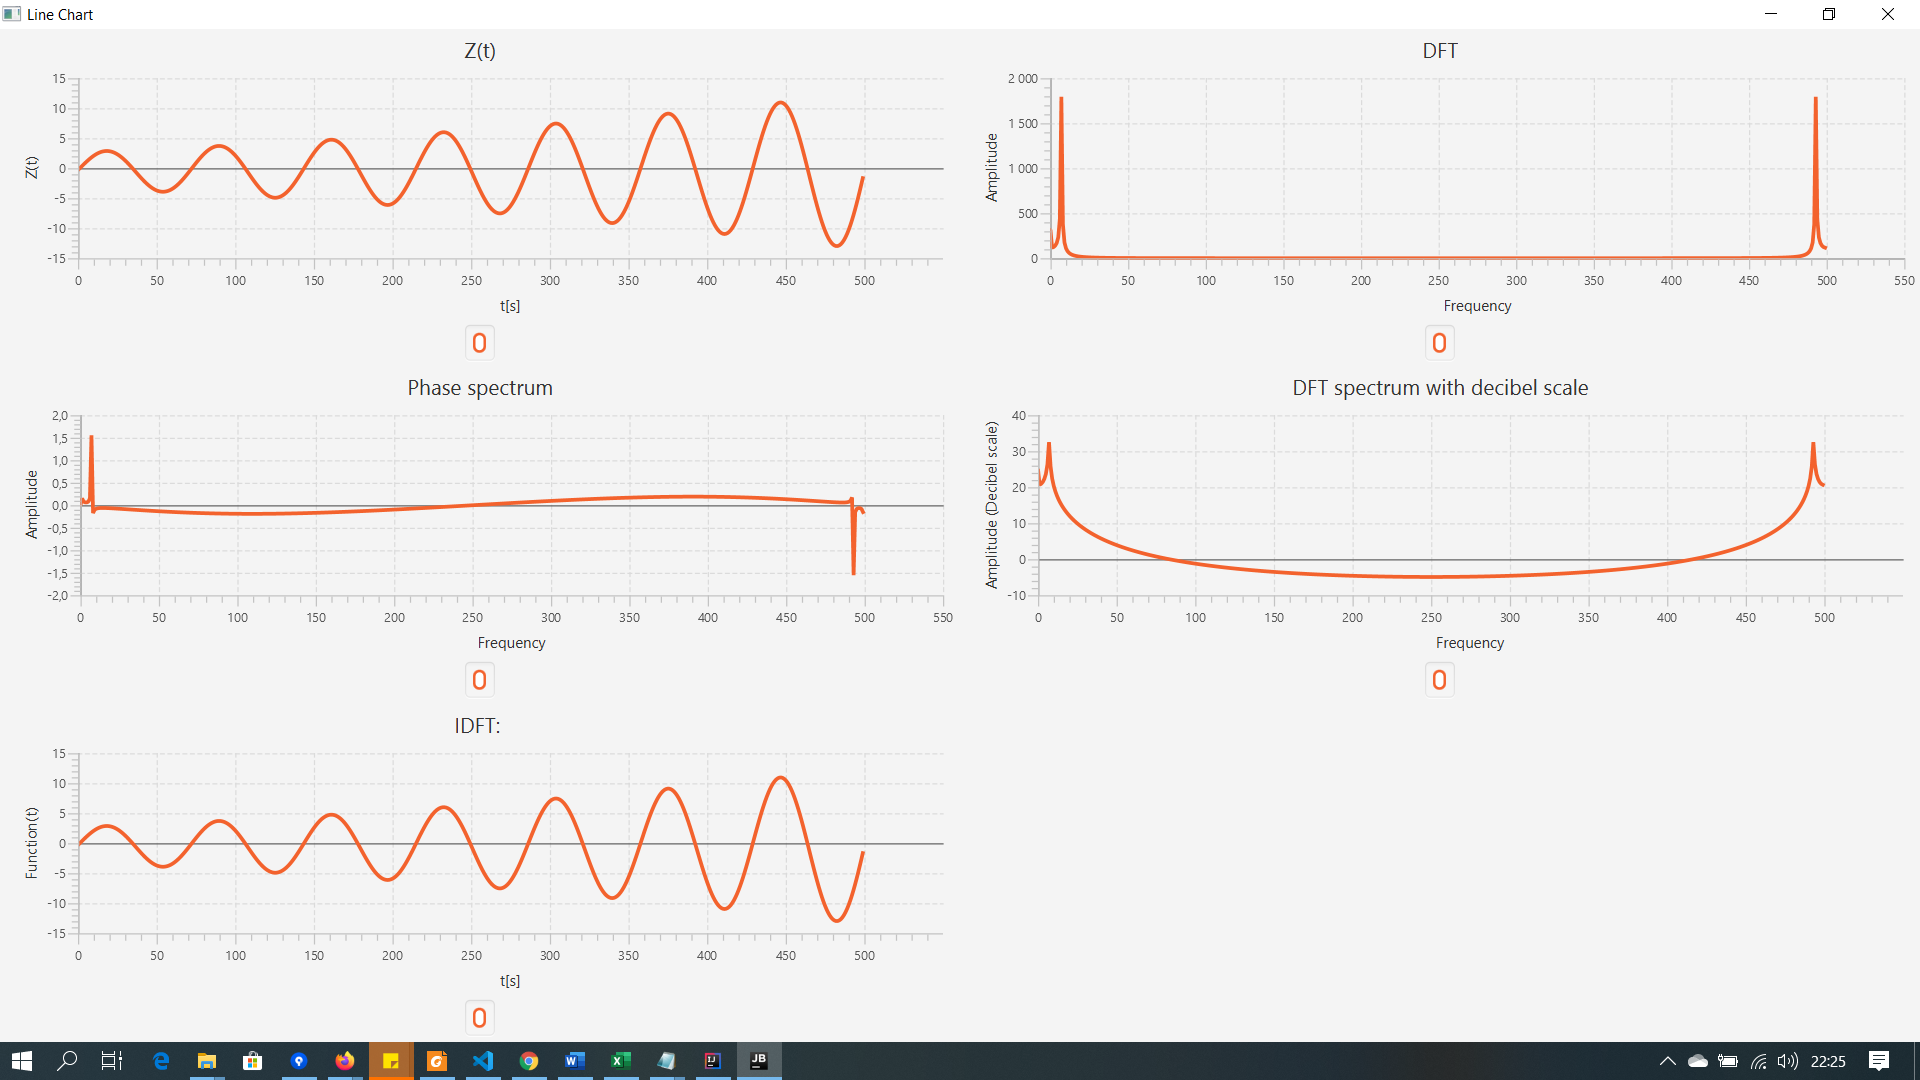 Line Chart
Z(t)
15
10
5
0
-5
-10
-15
Z(t)
0 50 100 150 200 250 300 350 400 450 500
t[s]
0
DFT
2 000
1 500
1 000
500
0
Amplitude
0 50 100 150 200 250 300 350 400 450 500 550
Frequency
0
Phase spectrum
2,0
1,5
1,0
0,5
0,0
-0,5
-1,0
-1,5
-2,0
Amplitude
0 50 100 150 200 250 300 350 400 450 500 550
Frequency
0
DFT spectrum with decibel scale
40
30
20
10
0
-10
Amplitude (Decibel scale)
0 50 100 150 200 250 300 350 400 450 500
Frequency
0
IDFT:
15
10
5
0
-5
-10
-15
Function(t)
0 50 100 150 200 250 300 350 400 450 500
t[s]
0
W
X
IJ
JB
22:25